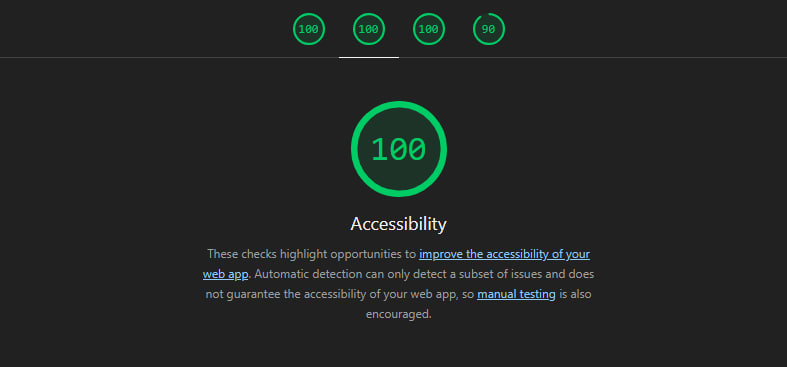 100 100 100 90
100
Accessibility
These checks highlight opportunities to improve the accessibility of your
web app. Automatic detection can only detect a subset of issues and does
not guarantee the accessibility of your web app, so manual testing is also
encouraged.